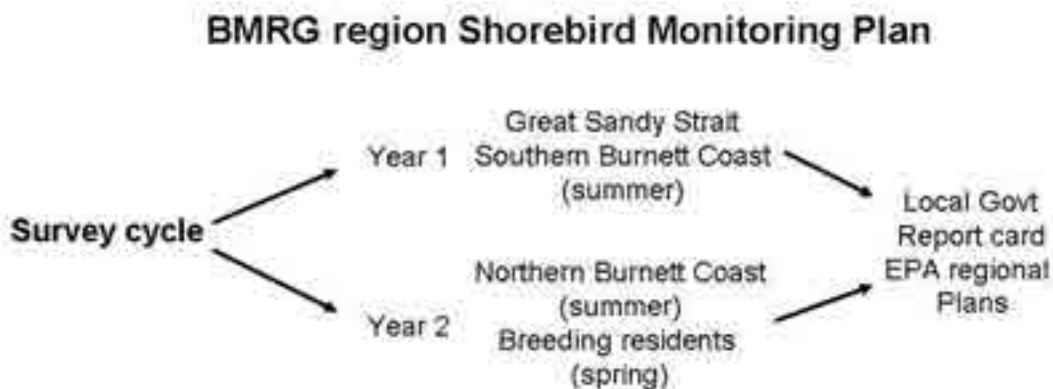 BMRG region Shorebird Monitoring Plan
Survey cycle
Year 1
Great Sandy Strait
Southern Burnett Coast
(summer)
Year 2
Northern Burnett Coast
(summer)
Breeding residents
(spring)
Local Govt
Report card
EPA regional
Plans